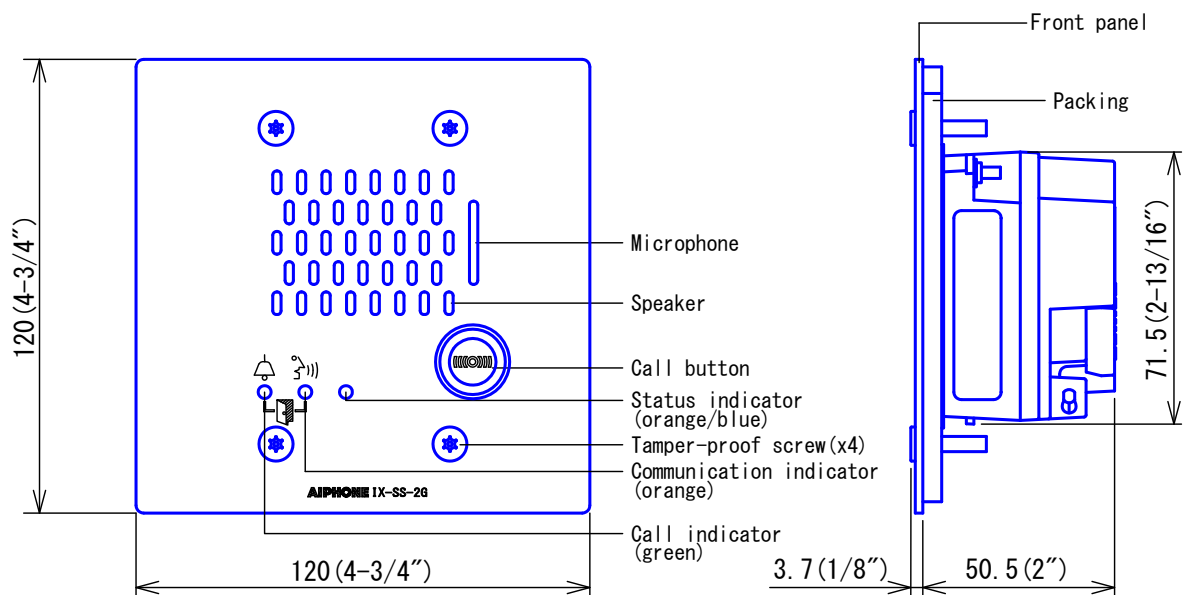 Front panel
Packing
120(4-3/4″)
Microphone
Speaker
Call button
Status indicator
(orange/blue)
Tamper-proof screw(x4)
Communication indicator
(orange)
Call indicator
(green)
AIPHONE IX-SS-2G
120(4-3/4″)
71.5(2-13/16″)
3.7(1/8″)
50.5(2″)